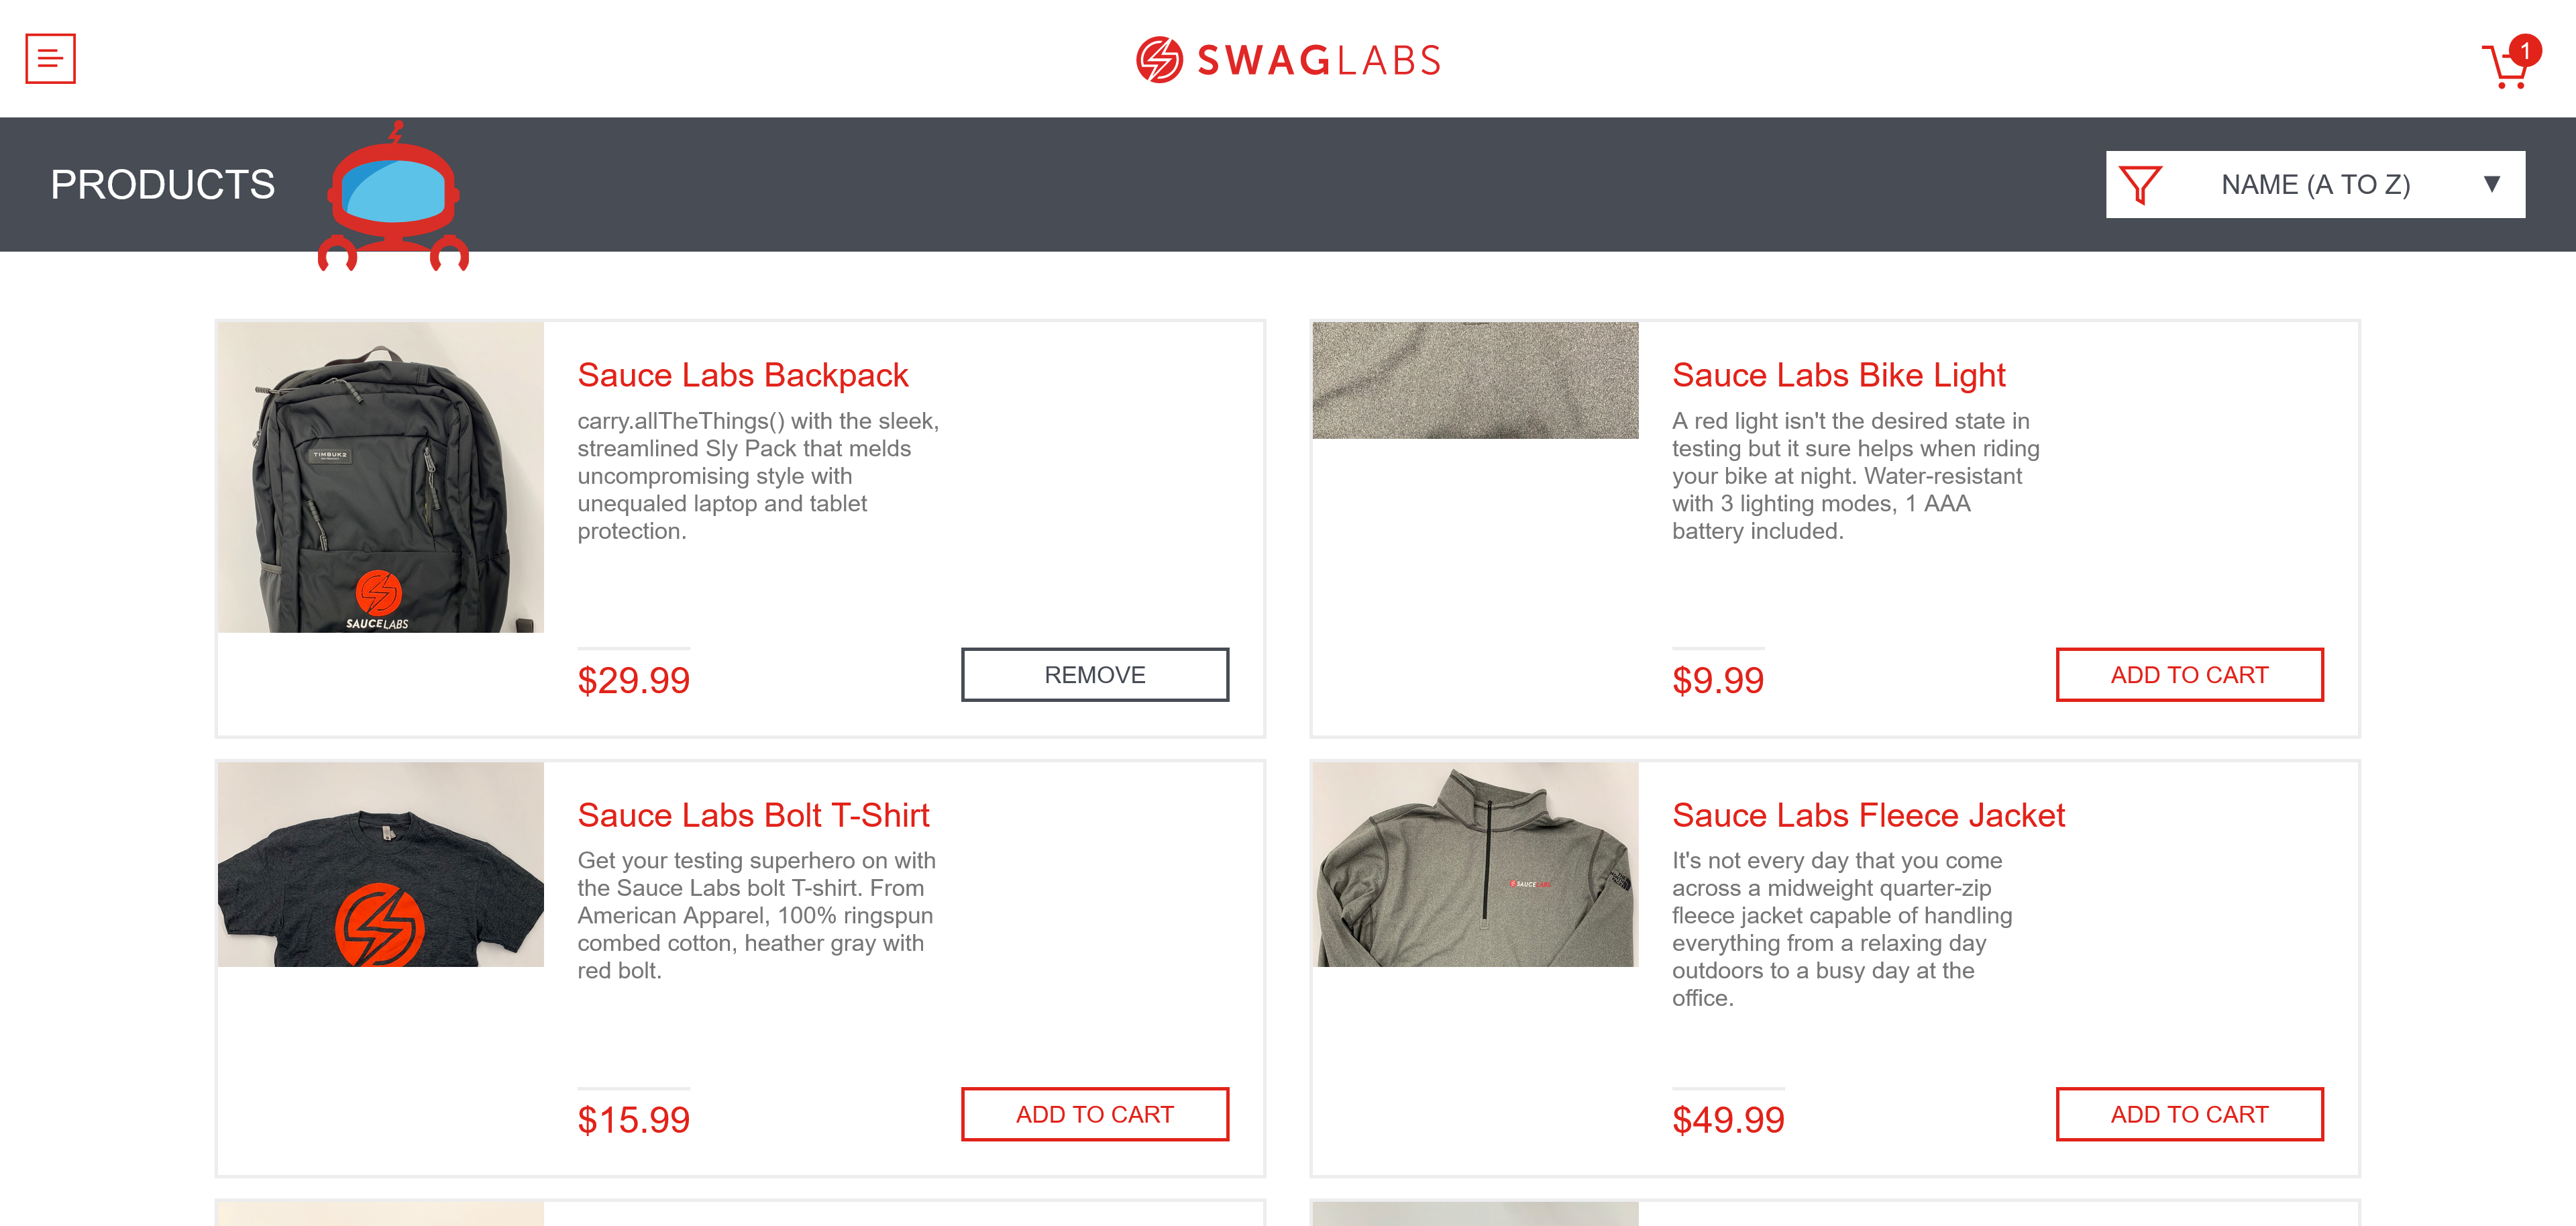 SWAGLABS
1
PRODUCTS
NAME (A TO Z)
Sauce Labs Backpack
carry.allTheThings() with the sleek,
streamlined Sly Pack that melds
uncompromising style with
unequaled laptop and tablet
protection.
TIMBUK2
SAUCELABS
$29.99
REMOVE
Sauce Labs Bike Light
A red light isn't the desired state in
testing but it sure helps when riding
your bike at night. Water-resistant
with 3 lighting modes, 1 AAA
battery included.
$9.99
ADD TO CART
Sauce Labs Bolt T-Shirt
Get your testing superhero on with
the Sauce Labs bolt T-shirt. From
American Apparel, 100% ringspun
combed cotton, heather gray with
red bolt.
$15.99
ADD TO CART
Sauce Labs Fleece Jacket
It's not every day that you come
across a midweight quarter-zip
fleece jacket capable of handling
everything from a relaxing day
outdoors to a busy day at the
office.
SAUCELABS
$49.99
ADD TO CART